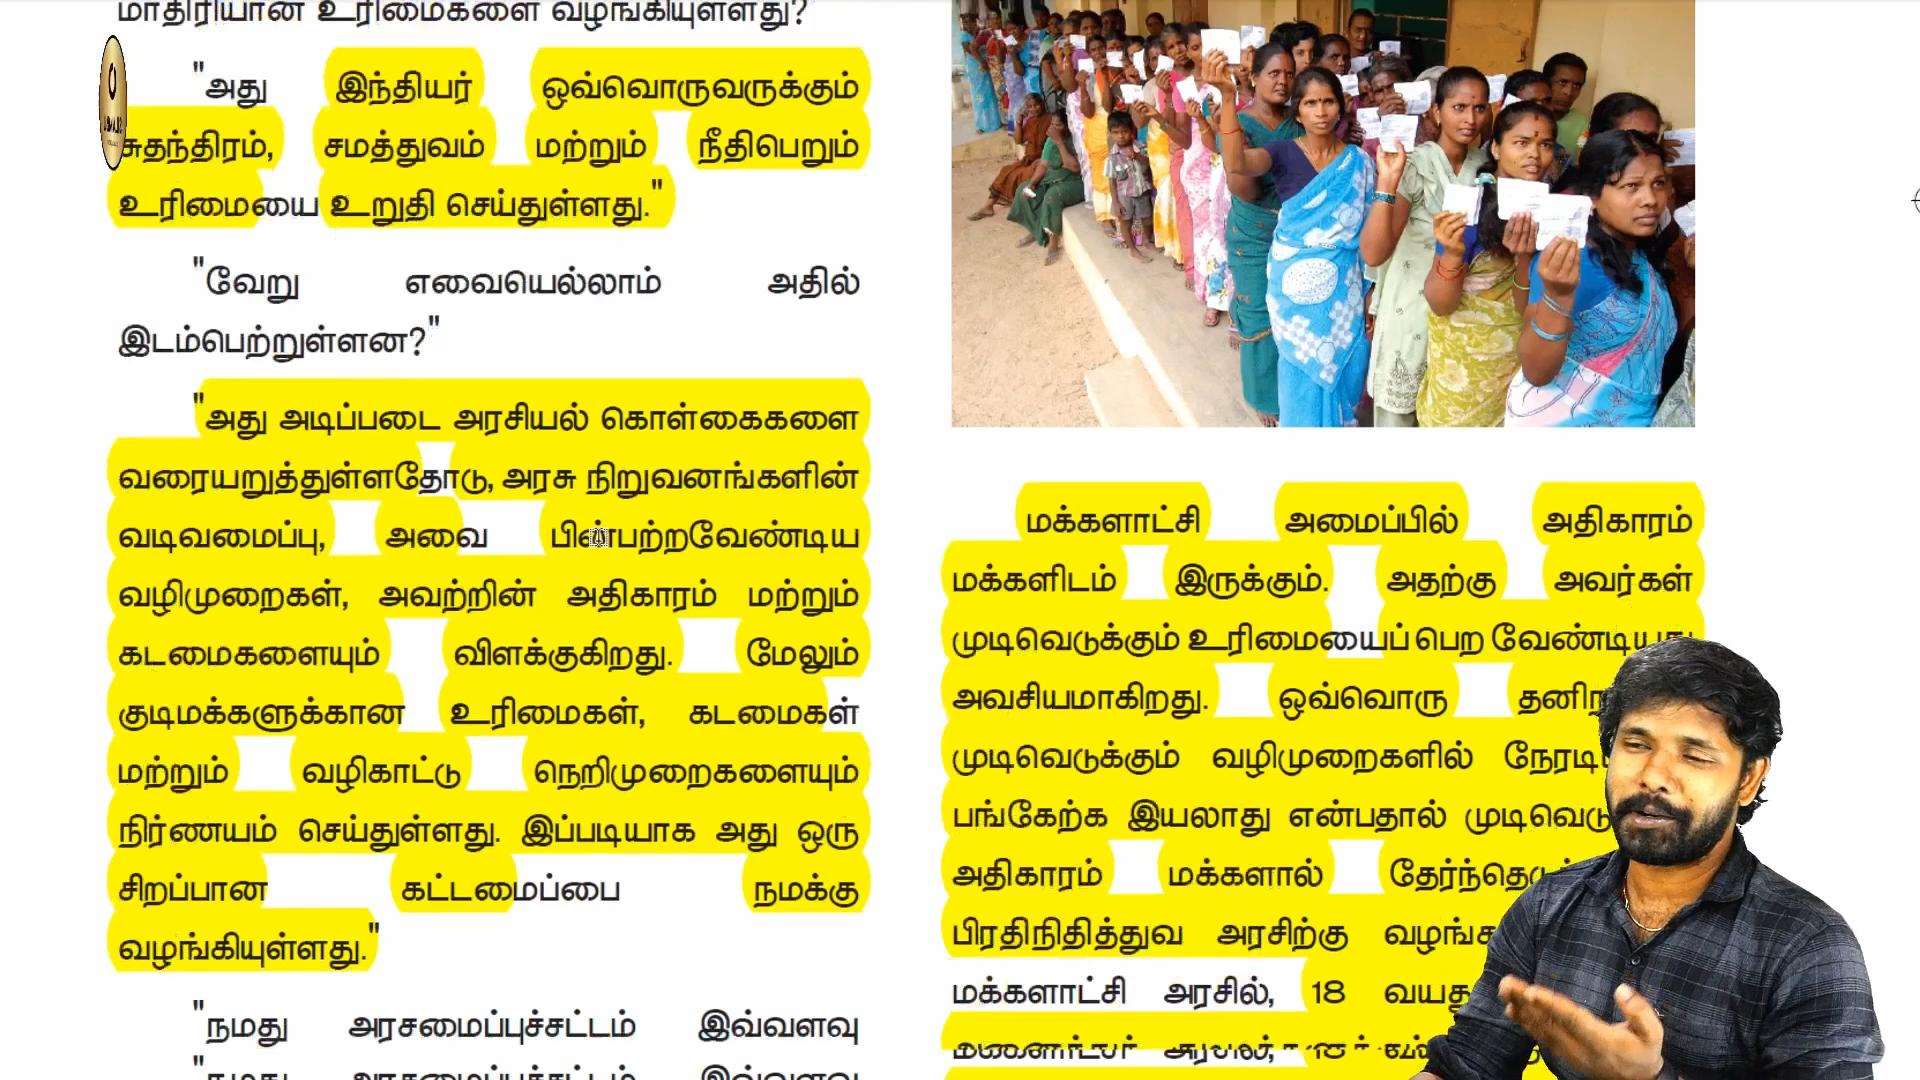 மாதிரியான உரிமைகளை வழங்கியுள்ளது?
"அது இந்தியர் ஒவ்வொருவருக்கும்
சுதந்திரம், சமத்துவம் மற்றும் நீதிபெறும்
உரிமையை உறுதி செய்துள்ளது."
"வேறு எவையெல்லாம் அதில்
இடம்பெற்றுள்ளன?"
"அது அடிப்படை அரசியல் கொள்கைகளை
வரையறுத்துள்ளதோடு, அரசு நிறுவனங்களின்
வடிவமைப்பு, அவை பின்பற்றவேண்டிய
வழிமுறைகள், அவற்றின் அதிகாரம் மற்றும்
கடமைகளையும் விளக்குகிறது. மேலும்
குடிமக்களுக்கான உரிமைகள், கடமைகள்
மற்றும் வழிகாட்டு நெறிமுறைகளையும்
நிர்ணயம் செய்துள்ளது. இப்படியாக அது ஒரு
சிறப்பான கட்டமைப்பை நமக்கு
வழங்கியுள்ளது."
"நமது அரசமைப்புச்சட்டம் இவ்வளவு
மக்களாட்சி அமைப்பில் அதிகாரம்
மக்களிடம் இருக்கும். அதற்கு அவர்கள்
முடிவெடுக்கும் உரிமையைப் பெற வேண்டியது
அவசியமாகிறது. ஒவ்வொரு
முடிவெடுக்கும் வழிமுறைகளில்
பங்கேற்க இயலாது என்பதால்
அதிகாரம் மக்களால்
பிரதிநிதித்துவ அரசிற்கு
மக்களாட்சி அரசில், 18